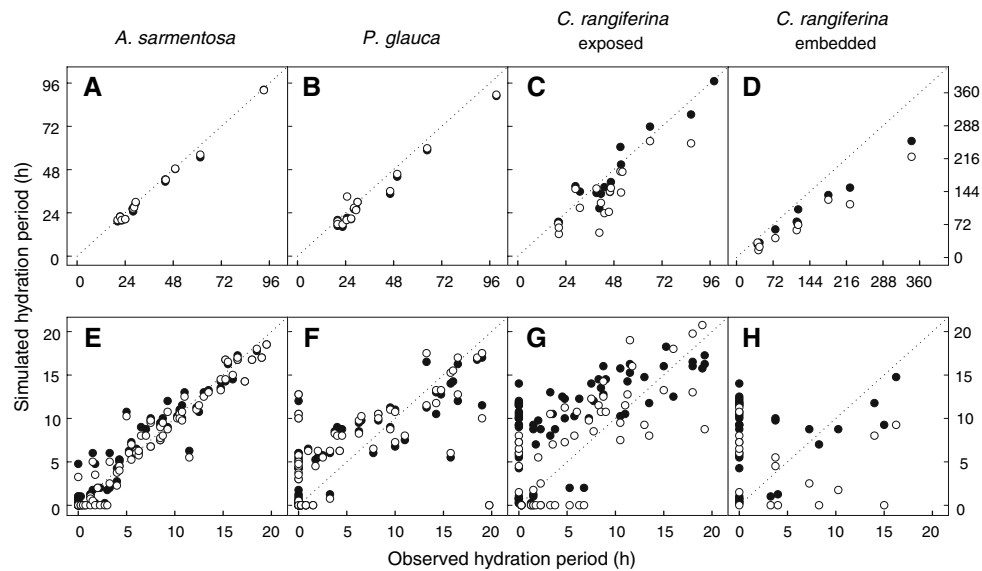 A. sarmentosa
P. glauca
C. rangiferina
exposed
C. rangiferina
embedded
Simulated hydration period (h)
A
B
C
D
96
72
48
24
0
360
288
216
144
72
0
0 24 48 72 96
0 24 48 72 96
0 24 48 72 96
0 72 144 216 288 360
E
F
G
H
20
15
10
5
0
20
15
10
5
0
0 5 10 15 20
0 5 10 15 20
0 5 10 15 20
0 5 10 15 20
Observed hydration period (h)